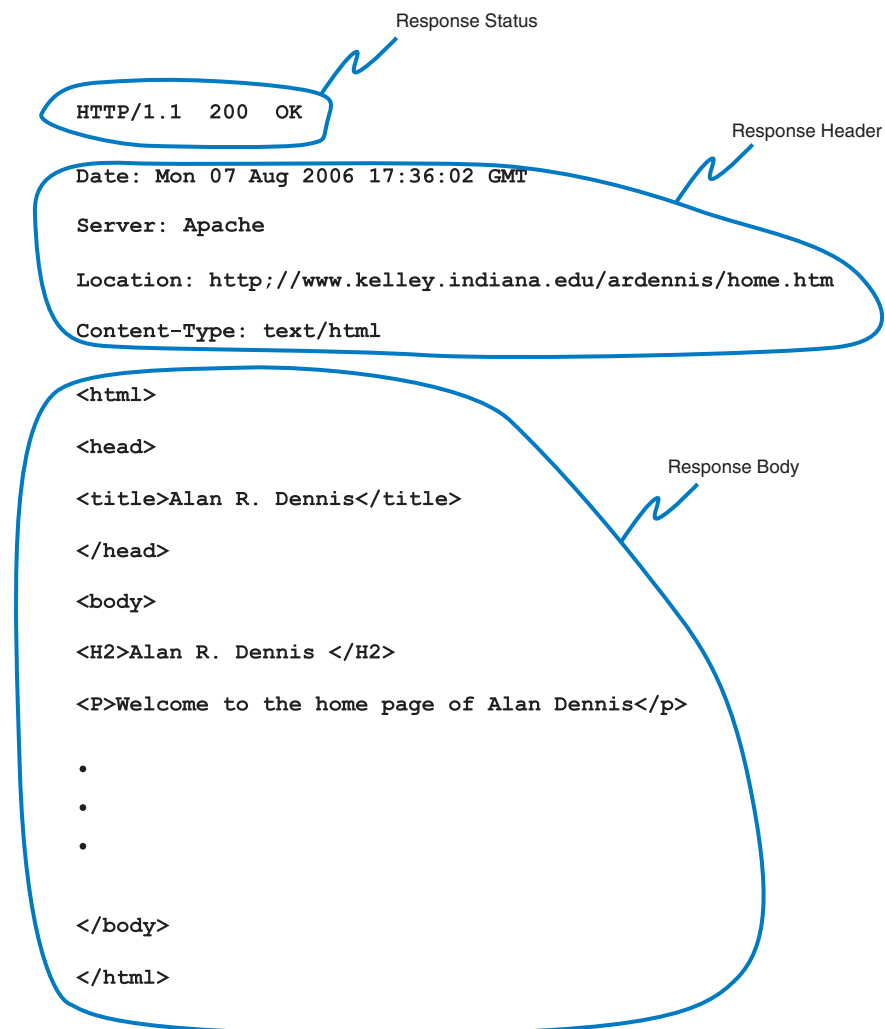 Response Status
HTTP/1.1 200 OK
Response Header
Date: Mon 07 Aug 2006 17:36:02 GMT
Server: Apache
Location: http;//www.kelley.indiana.edu/ardennis/home.htm
Content-Type: text/html
<html>
<head>
Response Body
<title>Alan R. Dennis</title>
</head>
<body>
<H2>Alan R. Dennis </H2>
<P>Welcome to the home page of Alan Dennis</p>
•
•
•
</body>
</html>